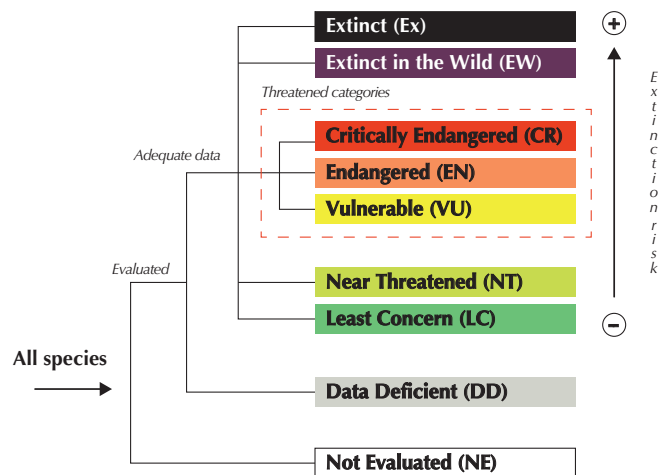 Extinct (Ex)
Extinct in the Wild (EW)
Threatened categories
Critically Endangered (CR)
Adequate data
Endangered (EN)
Vulnerable (VU)
Evaluated
Near Threatened (NT)
Least Concern (LC)
All species
Data Deficient (DD)
Not Evaluated (NE)
+
Extinction risk
−